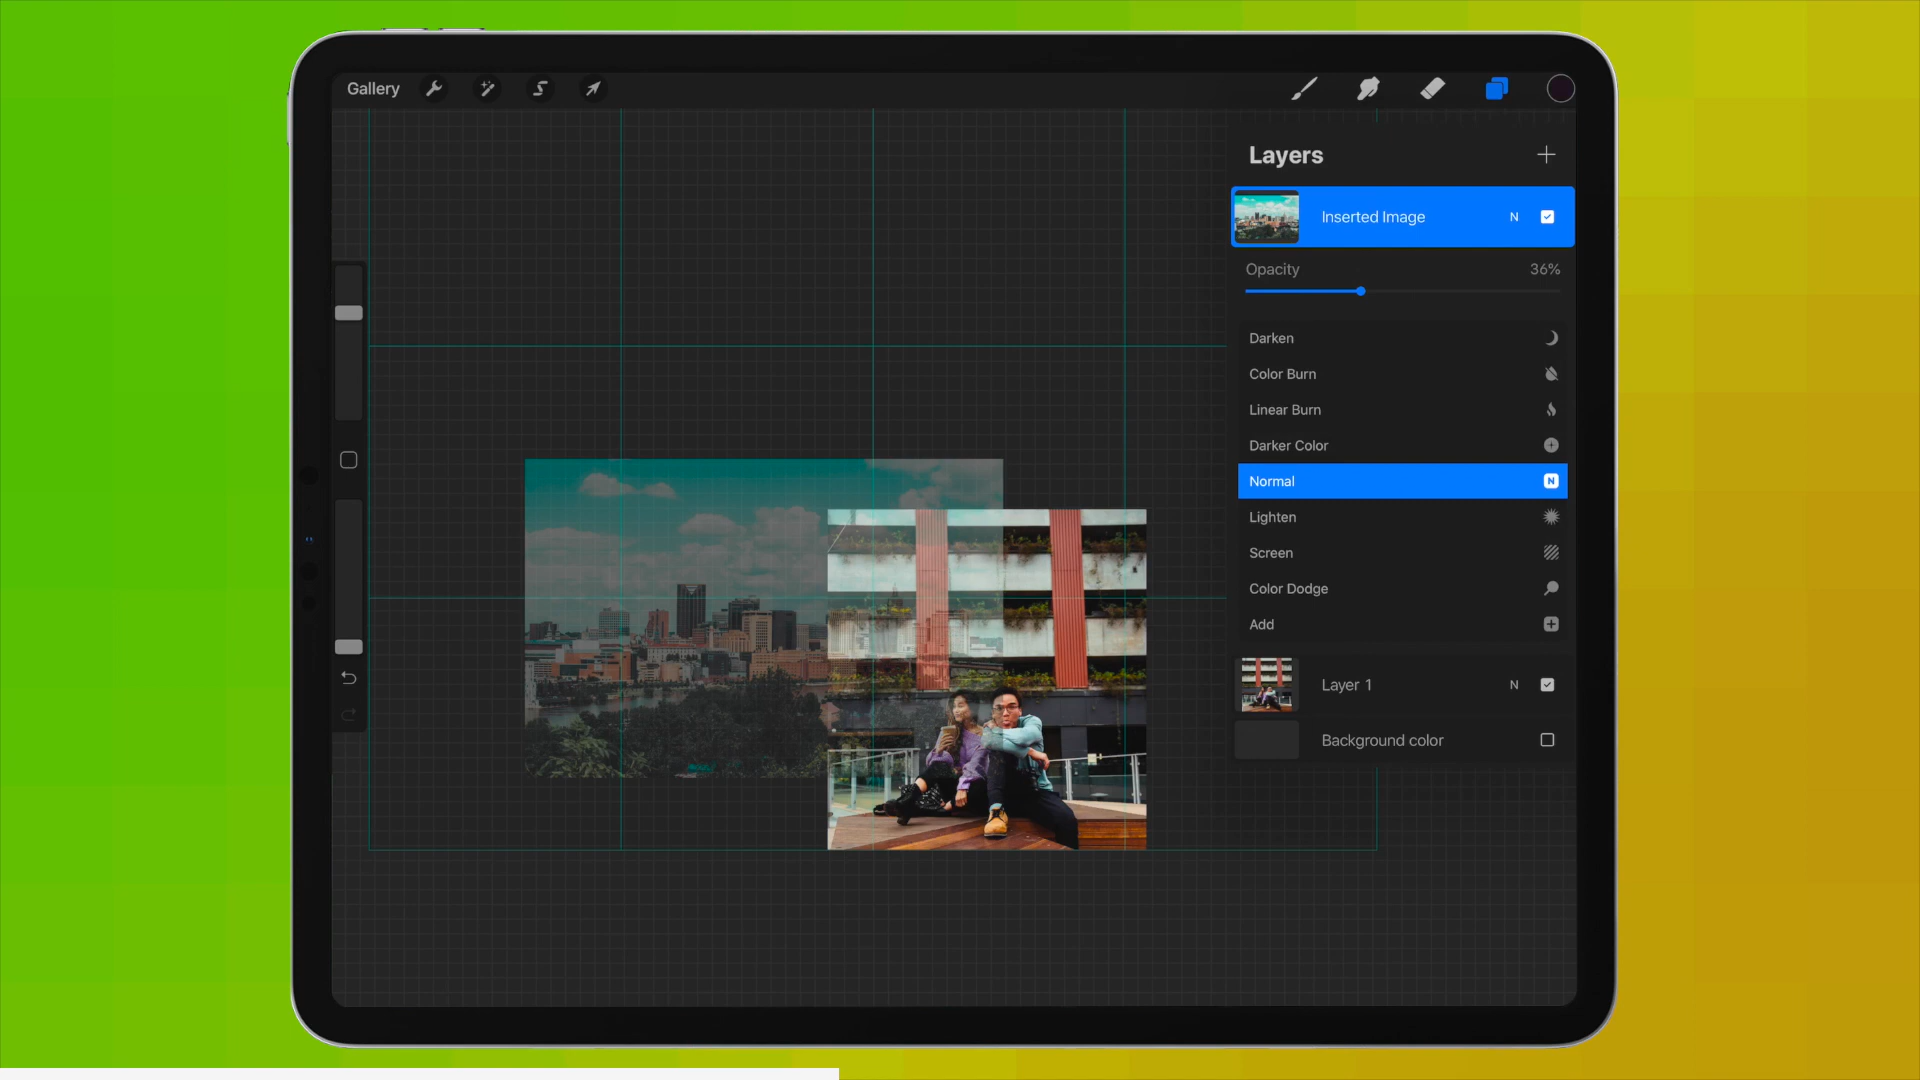 Gallery
Layers
Inserted Image N
Opacity 36%
Darken
Color Burn
Linear Burn
Darker Color
Normal N
Lighten
Screen
Color Dodge
Add
Layer 1 N
Background color